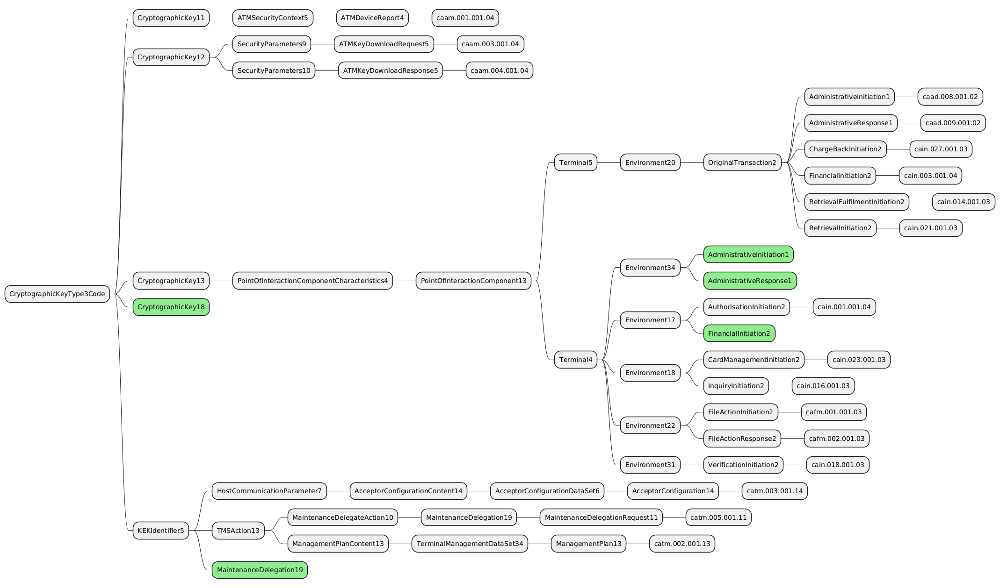 CryptographicKeyType3Code
CryptographicKey11
ATMSecurityContext5
ATMDeviceReport4
caam.001.001.04
CryptographicKey12
SecurityParameters9
ATMKeyDownloadRequest5
caam.003.001.04
SecurityParameters10
ATMKeyDownloadResponse5
caam.004.001.04
CryptographicKey13
PointOfInteractionComponentCharacteristics4
PointOfInteractionComponent13
Terminal5
Environment20
OriginalTransaction2
AdministrativeInitiation1
caad.008.001.02
AdministrativeResponse1
caad.009.001.02
ChargeBackInitiation2
cain.027.001.03
FinancialInitiation2
cain.003.001.04
RetrievalFulfilmentInitiation2
cain.014.001.03
RetrievalInitiation2
cain.021.001.03
Terminal4
Environment34
AdministrativeInitiation1
AdministrativeResponse1
Environment17
AuthorisationInitiation2
cain.001.001.04
FinancialInitiation2
Environment18
CardManagementInitiation2
cain.023.001.03
InquiryInitiation2
cain.016.001.03
Environment22
FileActionInitiation2
cafm.001.001.03
FileActionResponse2
cafm.002.001.03
Environment31
VerificationInitiation2
cain.018.001.03
CryptographicKey18
KEKIdentifier5
HostCommunicationParameter7
AcceptorConfigurationContent14
AcceptorConfigurationDataSet6
AcceptorConfiguration14
catm.003.001.14
TMSAction13
MaintenanceDelegateAction10
MaintenanceDelegation19
MaintenanceDelegationRequest11
catm.005.001.11
ManagementPlanContent13
TerminalManagementDataSet34
ManagementPlan13
catm.002.001.13
MaintenanceDelegation19